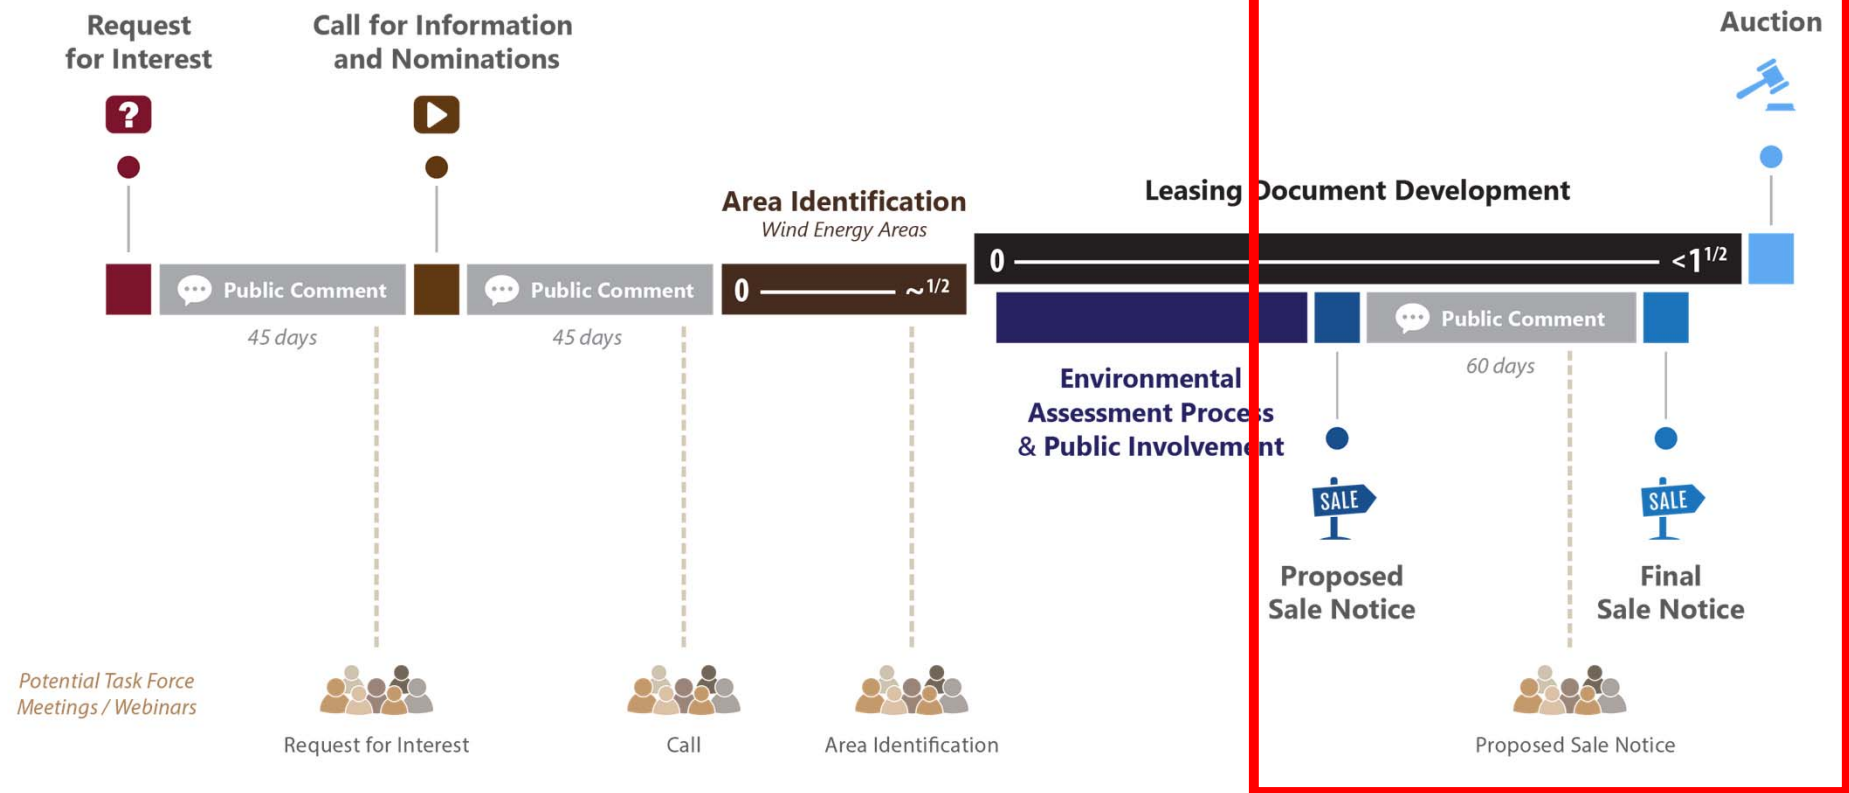 Request
for Interest
Call for Information
and Nominations
Auction
?
Leasing Document Development
Area Identification
Wind Energy Areas
0 <1 1/2
Public Comment
Public Comment
0 ~1/2
Public Comment
45 days
45 days
60 days
Environmental
Assessment Process
& Public Involvement
SALE
SALE
Proposed
Sale Notice
Final
Sale Notice
Potential Task Force
Meetings / Webinars
Request for Interest
Call
Area Identification
Proposed Sale Notice